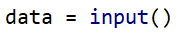 data = input()